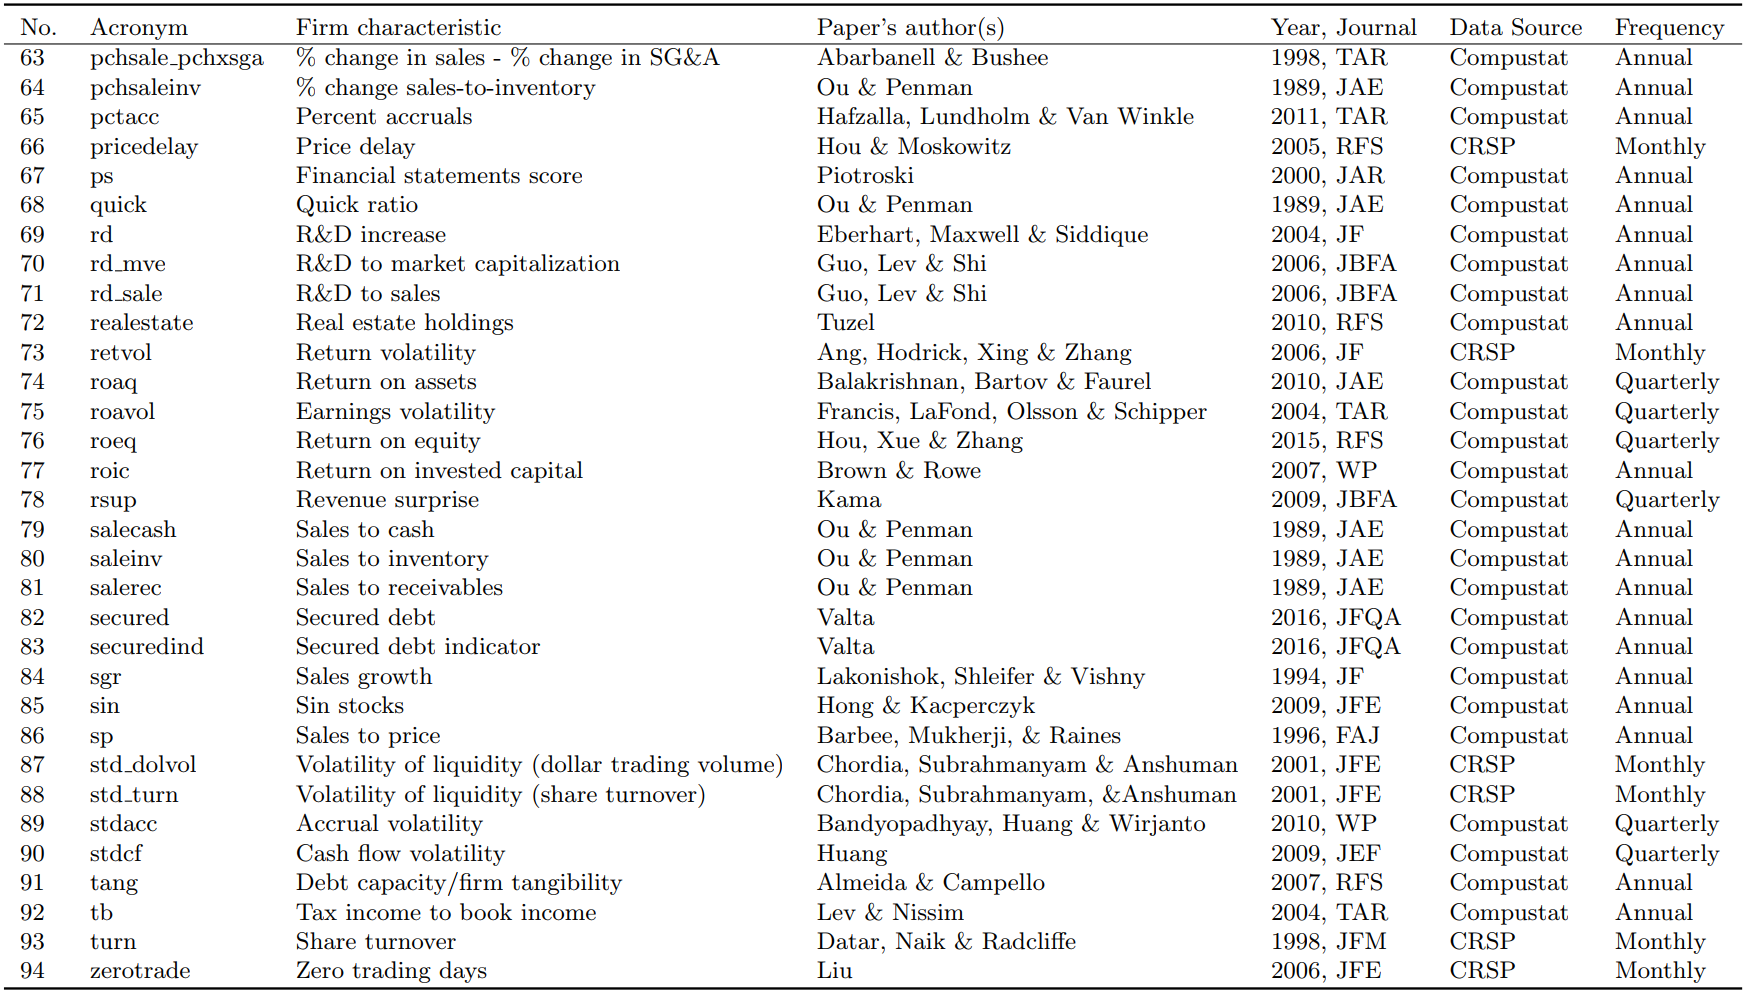 No. Acronym Firm characteristic Paper's author(s) Year, Journal Data Source Frequency
63 pchsale_pchxsga % change in sales - % change in SG&A Abarbanell & Bushee 1998, TAR Compustat Annual
64 pchsaleinv % change sales-to-inventory Ou & Penman 1989, JAE Compustat Annual
65 pctacc Percent accruals Hafzalla, Lundholm & Van Winkle 2011, TAR Compustat Annual
66 pricedelay Price delay Hou & Moskowitz 2005, RFS CRSP Monthly
67 ps Financial statements score Piotroski 2000, JAR Compustat Annual
68 quick Quick ratio Ou & Penman 1989, JAE Compustat Annual
69 rd R&D increase Eberhart, Maxwell & Siddique 2004, JF Compustat Annual
70 rd_mve R&D to market capitalization Guo, Lev & Shi 2006, JBFA Compustat Annual
71 rd_sale R&D to sales Guo, Lev & Shi 2006, JBFA Compustat Annual
72 realestate Real estate holdings Tuzel 2010, RFS Compustat Annual
73 retvol Return volatility Ang, Hodrick, Xing & Zhang 2006, JF CRSP Monthly
74 roaq Return on assets Balakrishnan, Bartov & Faurel 2010, JAE Compustat Quarterly
75 roavol Earnings volatility Francis, LaFond, Olsson & Schipper 2004, TAR Compustat Quarterly
76 roeq Return on equity Hou, Xue & Zhang 2015, RFS Compustat Quarterly
77 roic Return on invested capital Brown & Rowe 2007, WP Compustat Annual
78 rsup Revenue surprise Kama 2009, JBFA Compustat Quarterly
79 salecash Sales to cash Ou & Penman 1989, JAE Compustat Annual
80 saleinv Sales to inventory Ou & Penman 1989, JAE Compustat Annual
81 salerec Sales to receivables Ou & Penman 1989, JAE Compustat Annual
82 secured Secured debt Valta 2016, JFQA Compustat Annual
83 securedind Secured debt indicator Valta 2016, JFQA Compustat Annual
84 sgr Sales growth Lakonishok, Shleifer & Vishny 1994, JF Compustat Annual
85 sin Sin stocks Hong & Kacperczyk 2009, JFE Compustat Annual
86 sp Sales to price Barbee, Mukherji, & Raines 1996, FAJ Compustat Annual
87 std_dolvol Volatility of liquidity (dollar trading volume) Chordia, Subrahmanyam & Anshuman 2001, JFE CRSP Monthly
88 std_turn Volatility of liquidity (share turnover) Chordia, Subrahmanyam, &Anshuman 2001, JFE CRSP Monthly
89 stdacc Accrual volatility Bandyopadhyay, Huang & Wirjanto 2010, WP Compustat Quarterly
90 stdcf Cash flow volatility Huang 2009, JEF Compustat Quarterly
91 tang Debt capacity/firm tangibility Almeida & Campello 2007, RFS Compustat Annual
92 tb Tax income to book income Lev & Nissim 2004, TAR Compustat Annual
93 turn Share turnover Datar, Naik & Radcliffe 1998, JFM CRSP Monthly
94 zerotrade Zero trading days Liu 2006, JFE CRSP Monthly